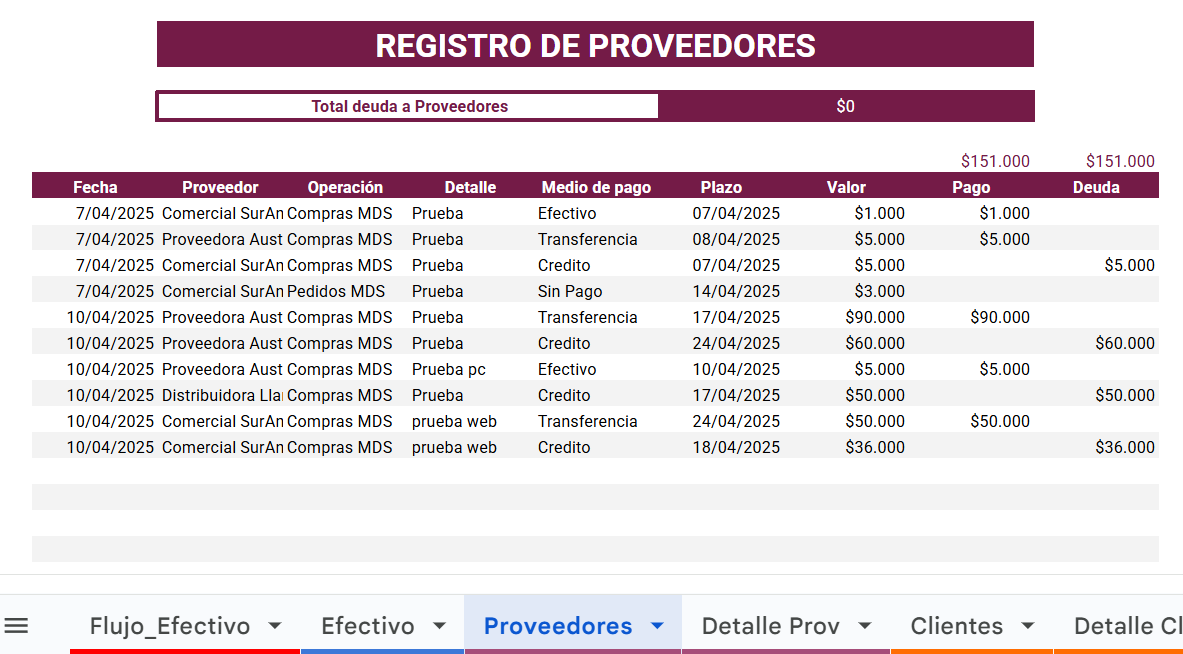 REGISTRO DE PROVEEDORES
Total deuda a Proveedores $0
$151.000 $151.000
Fecha Proveedor Operación Detalle Medio de pago Plazo Valor Pago Deuda
7/04/2025 Comercial SurAn Compras MDS Prueba Efectivo 07/04/2025 $1.000 $1.000
7/04/2025 Proveedora Aust Compras MDS Prueba Transferencia 08/04/2025 $5.000 $5.000
7/04/2025 Comercial SurAn Compras MDS Prueba Credito 07/04/2025 $5.000 $5.000
7/04/2025 Comercial SurAn Pedidos MDS Prueba Sin Pago 14/04/2025 $3.000
10/04/2025 Proveedora Aust Compras MDS Prueba Transferencia 17/04/2025 $90.000 $90.000
10/04/2025 Proveedora Aust Compras MDS Prueba Credito 24/04/2025 $60.000 $60.000
10/04/2025 Proveedora Aust Compras MDS Prueba pc Efectivo 10/04/2025 $5.000 $5.000
10/04/2025 Distribuidora Lla Compras MDS Prueba Credito 17/04/2025 $50.000 $50.000
10/04/2025 Comercial SurAn Compras MDS prueba web Transferencia 24/04/2025 $50.000 $50.000
10/04/2025 Comercial SurAn Compras MDS prueba web Credito 18/04/2025 $36.000 $36.000
Flujo_Efectivo Efectivo Proveedores Detalle Prov Clientes Detalle Cl